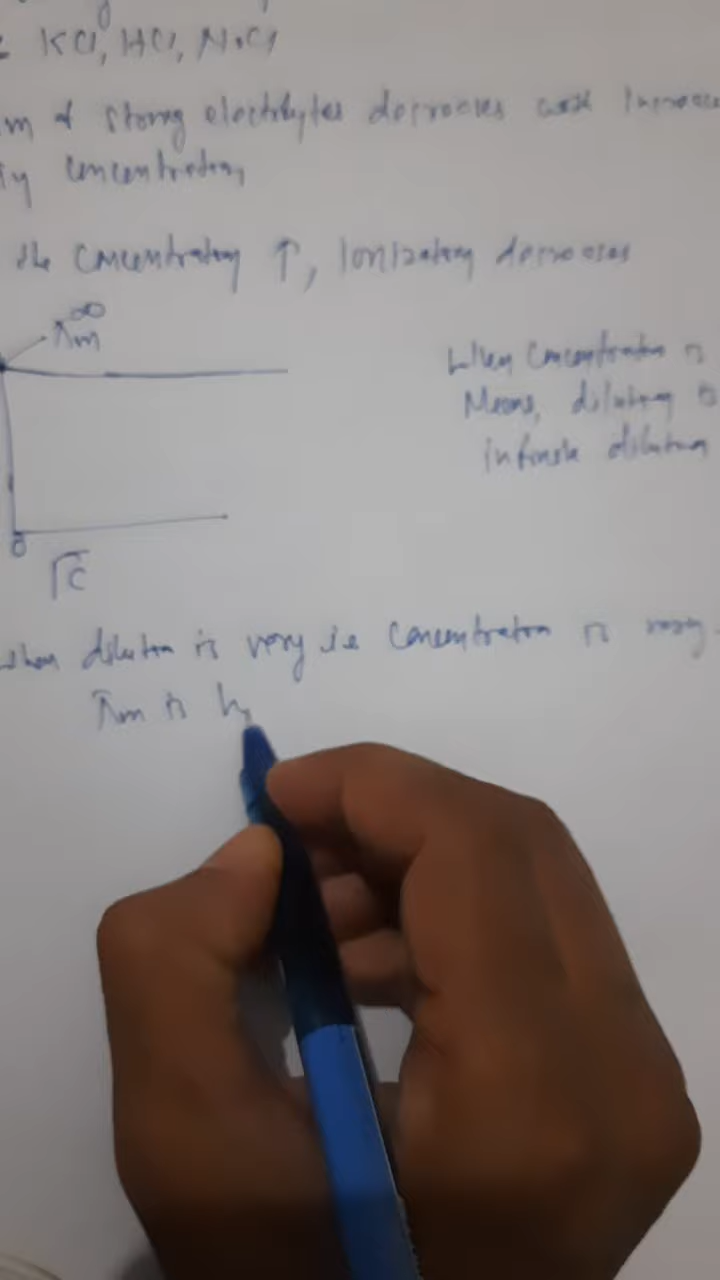 KCl, HCl, NaCl
m of strong electrolytes decreases with increase
concentration
the concentration ↑, Ionization decreases
Λm∞
When concentration is
Means, dilution is
infinite dilution
0
√C
when dilution is very i.e concentration is very
Λm is h